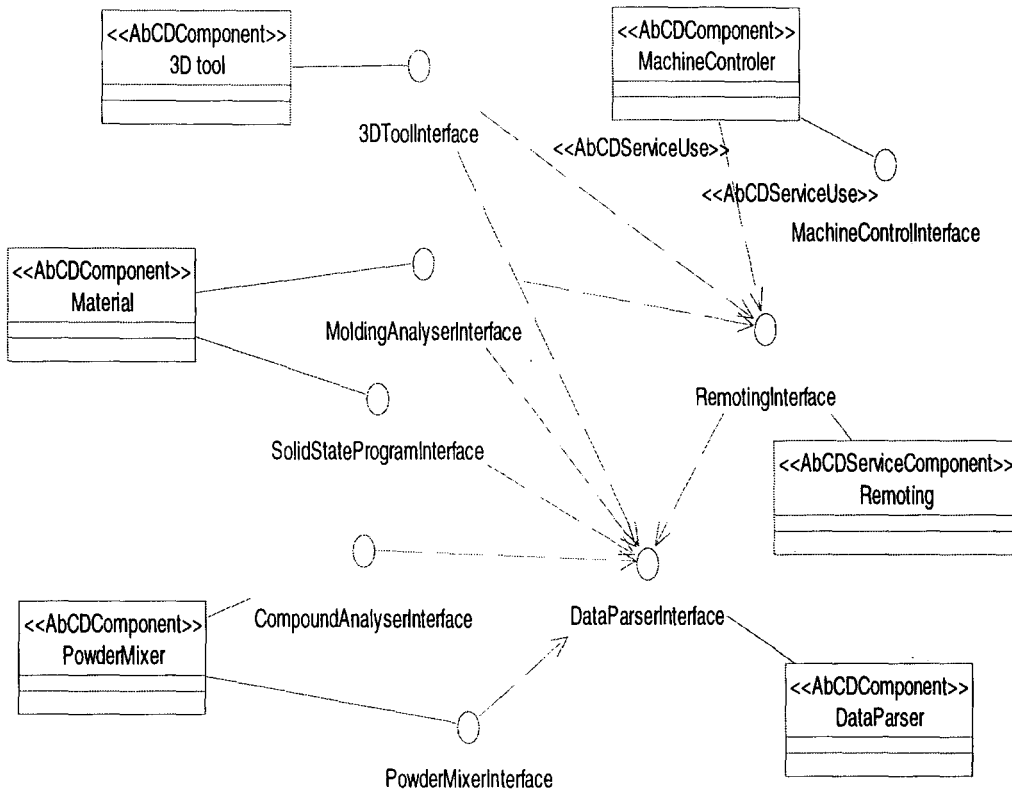 <<AbCDComponent>>
3D tool
<<AbCDComponent>>
MachineControler
3DToolInterface
<<AbCDServiceUse>>
<<AbCDServiceUse>>
MachineControlInterface
<<AbCDComponent>>
Material
MoldingAnalyserInterface
RemotingInterface
SolidStateProgramInterface
<<AbCDServiceComponent>>
Remoting
CompoundAnalyserInterface
DataParserInterface
<<AbCDComponent>>
PowderMixer
<<AbCDComponent>>
DataParser
PowderMixerInterface